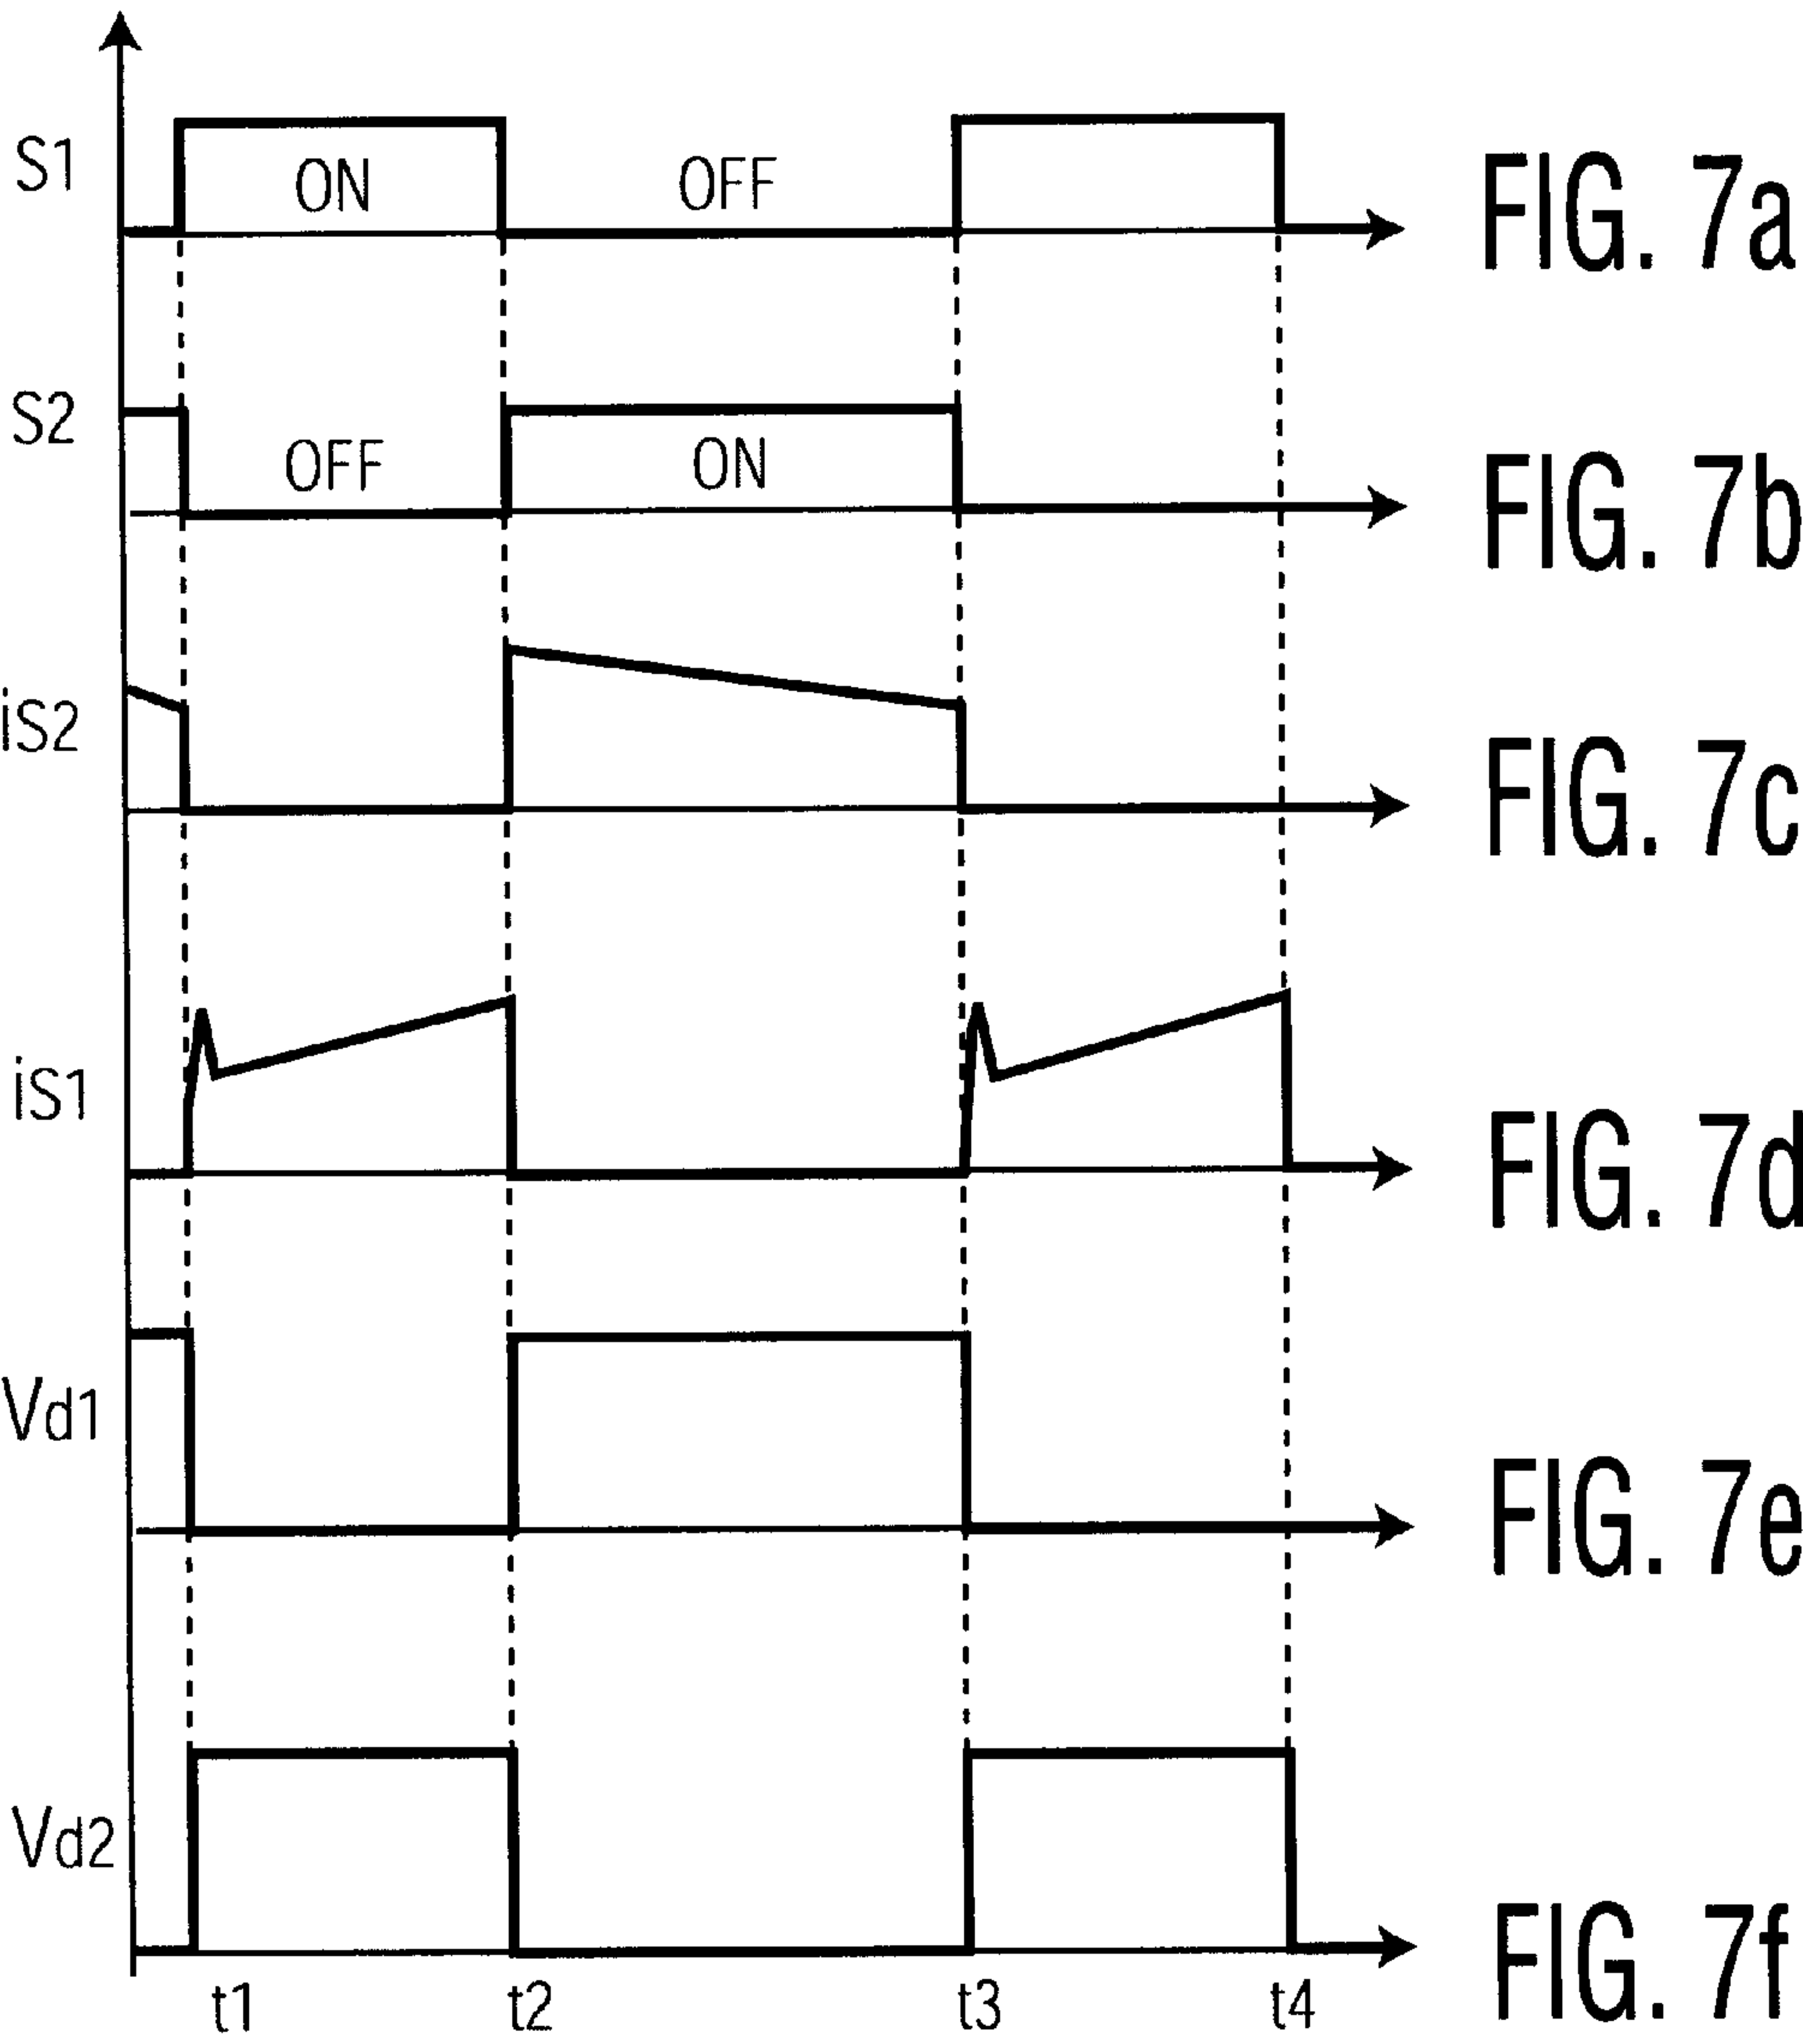 S1
ON
OFF
FIG. 7a
S2
OFF
ON
FIG. 7b
iS2
FIG. 7c
iS1
FIG. 7d
Vd1
FIG. 7e
Vd2
FIG. 7f
t1 t2 t3 t4